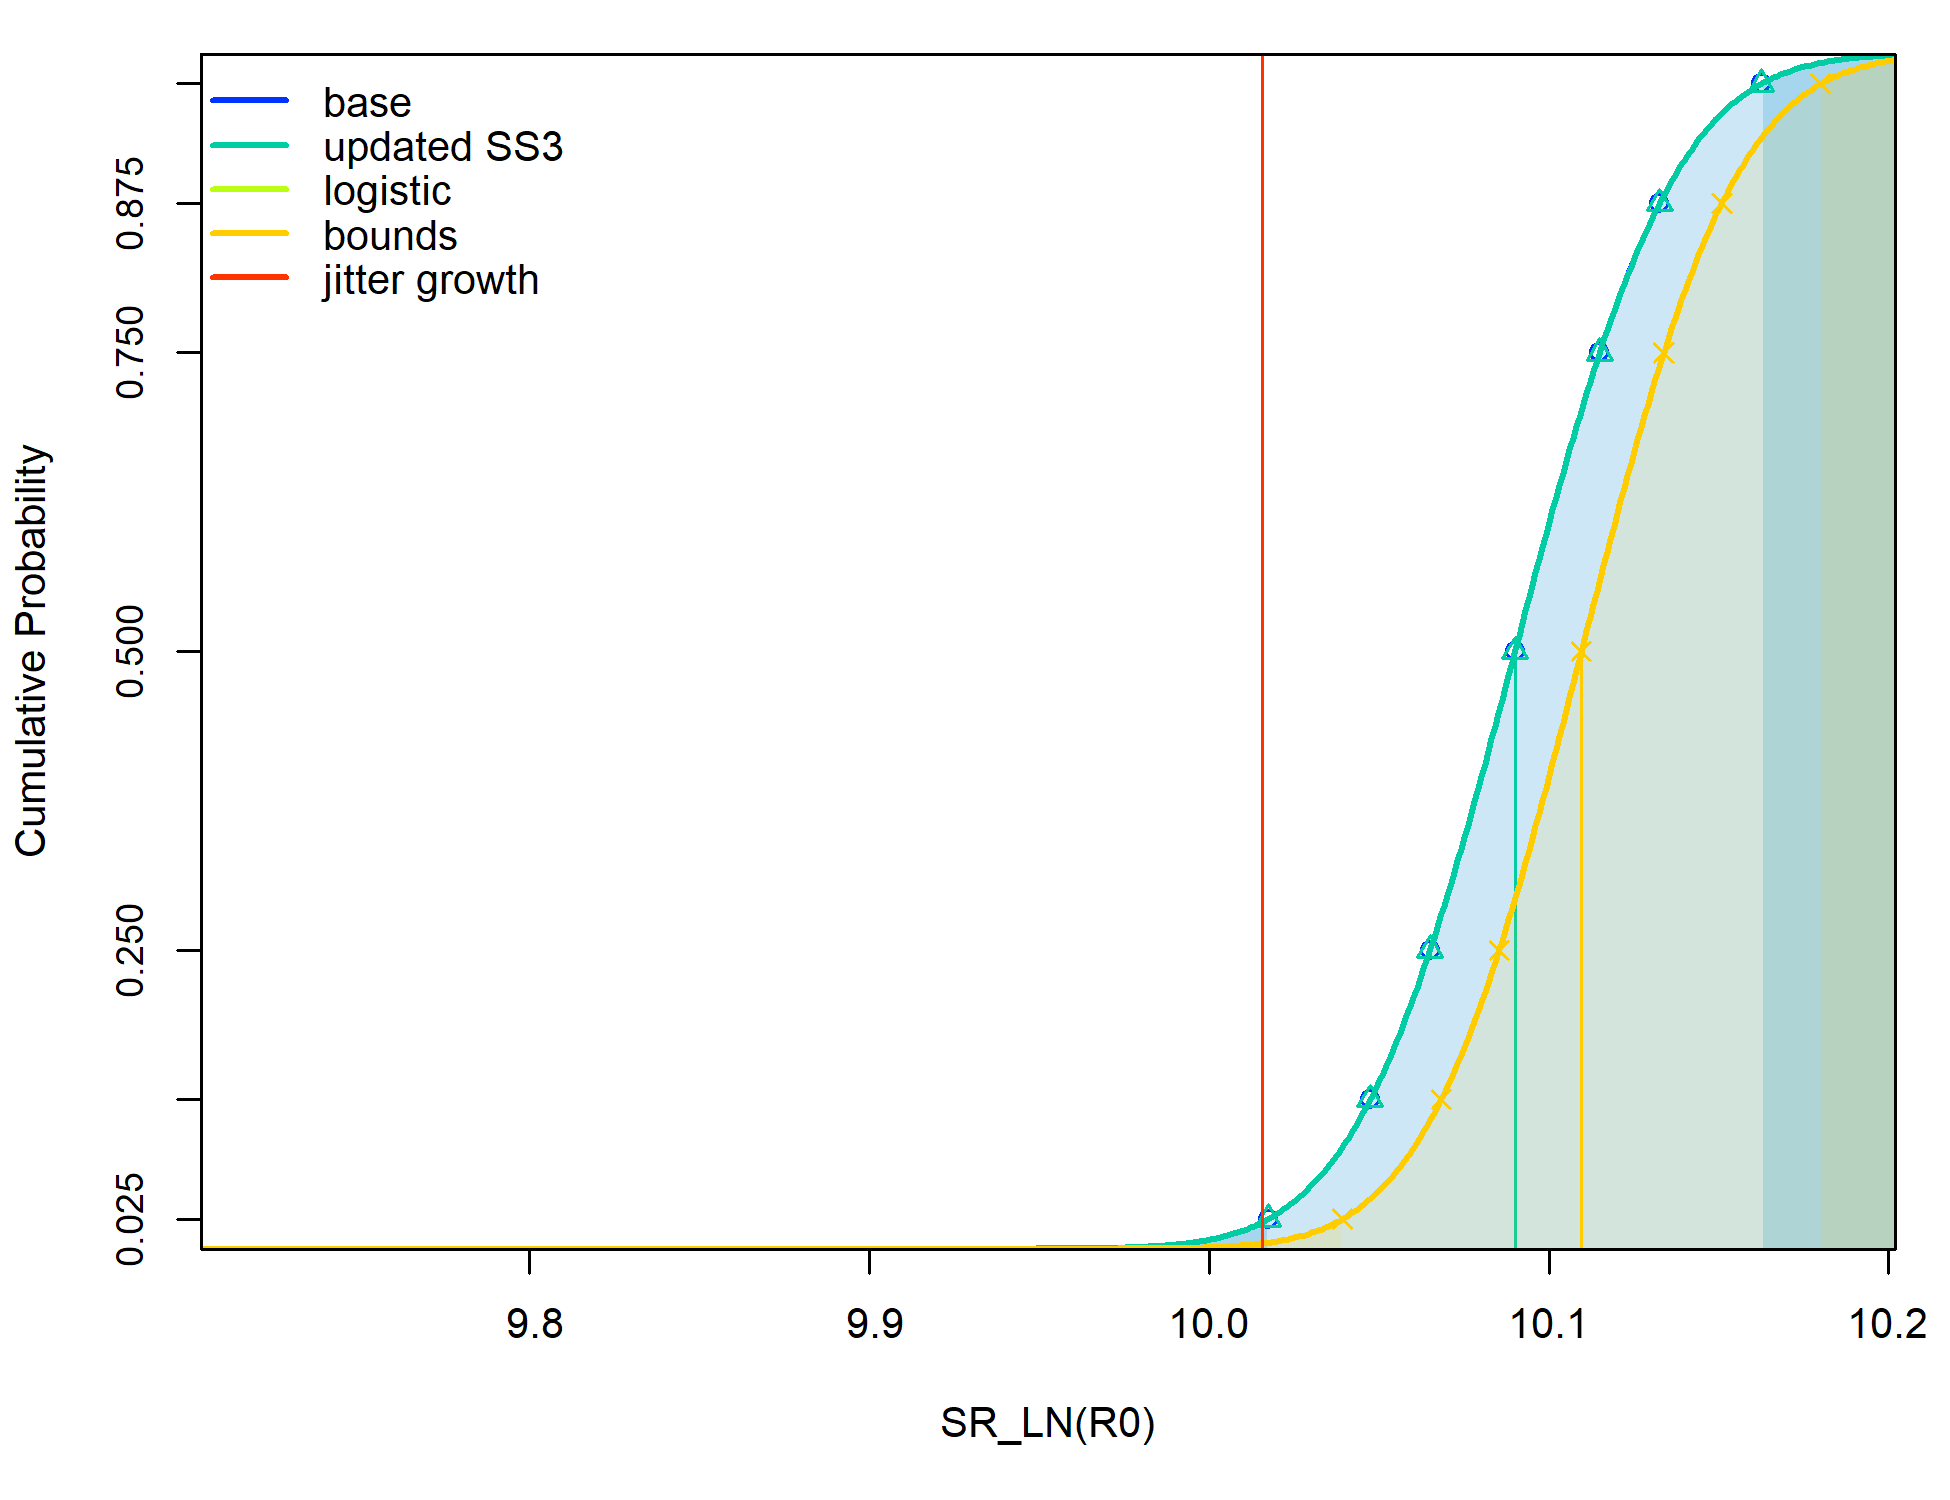 base
updated SS3
logistic
bounds
jitter growth
Cumulative Probability
0.875
0.750
0.500
0.250
0.025
9.8
9.9
10.0
10.1
10.2
SR_LN(R0)